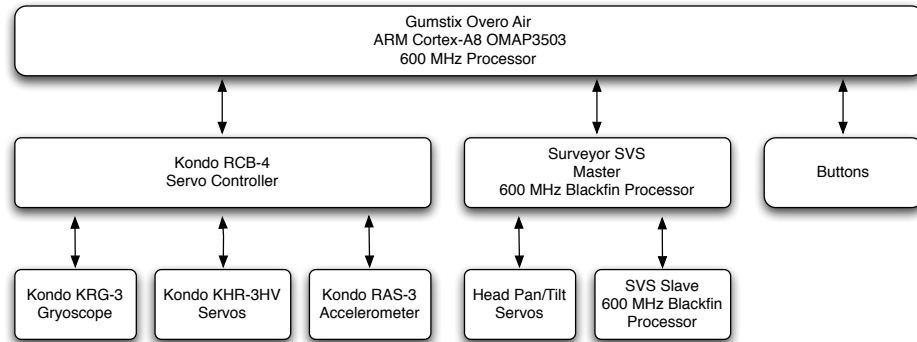 Gumstix Overo Air
ARM Cortex-A8 OMAP3503
600 MHz Processor
Kondo RCB-4
Servo Controller
Surveyor SVS
Master
600 MHz Blackfin Processor
Buttons
Kondo KRG-3
Gryoscope
Kondo KHR-3HV
Servos
Kondo RAS-3
Accelerometer
Head Pan/Tilt
Servos
SVS Slave
600 MHz Blackfin
Processor